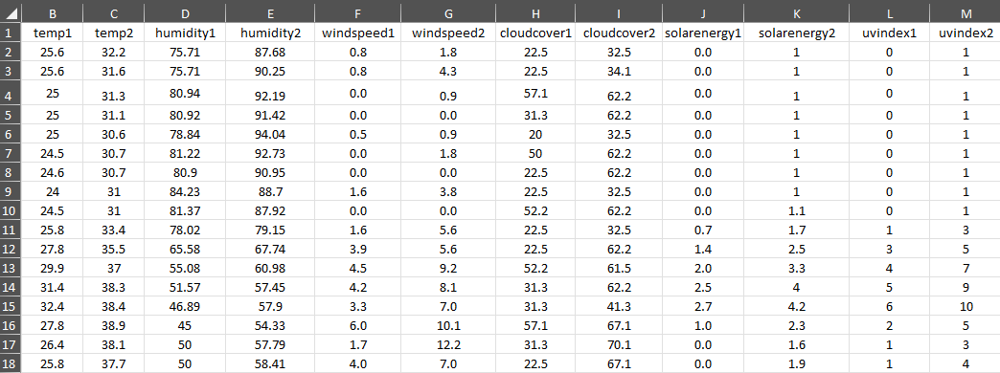 B C D E F G H I J K L M
1 temp1 temp2 humidity1 humidity2 windspeed1 windspeed2 cloudcover1 cloudcover2 solarenergy1 solarenergy2 uvindex1 uvindex2
2 25.6 32.2 75.71 87.68 0.8 1.8 22.5 32.5 0.0 1 0 1
3 25.6 31.6 75.71 90.25 0.8 4.3 22.5 34.1 0.0 1 0 1
4 25 31.3 80.94 92.19 0.0 0.9 57.1 62.2 0.0 1 0 1
5 25 31.1 80.92 91.42 0.0 0.0 31.3 62.2 0.0 1 0 1
6 25 30.6 78.84 94.04 0.5 0.9 20 32.5 0.0 1 0 1
7 24.5 30.7 81.22 92.73 0.0 1.8 50 62.2 0.0 1 0 1
8 24.6 30.7 80.9 90.95 0.0 0.0 22.5 62.2 0.0 1 0 1
9 24 31 84.23 88.7 1.6 3.8 22.5 32.5 0.0 1 0 1
10 24.5 31 81.37 87.92 0.0 0.0 52.2 62.2 0.0 1.1 0 1
11 25.8 33.4 78.02 79.15 1.6 5.6 22.5 32.5 0.7 1.7 1 3
12 27.8 35.5 65.58 67.74 3.9 5.6 22.5 62.2 1.4 2.5 3 5
13 29.9 37 55.08 60.98 4.5 9.2 52.2 61.5 2.0 3.3 4 7
14 31.4 38.3 51.57 57.45 4.2 8.1 31.3 62.2 2.5 4 5 9
15 32.4 38.4 46.89 57.9 3.3 7.0 31.3 41.3 2.7 4.2 6 10
16 27.8 38.9 45 54.33 6.0 10.1 57.1 67.1 1.0 2.3 2 5
17 26.4 38.1 50 57.79 1.7 12.2 31.3 70.1 0.0 1.6 1 3
18 25.8 37.7 50 58.41 4.0 7.0 22.5 67.1 0.0 1.9 1 4